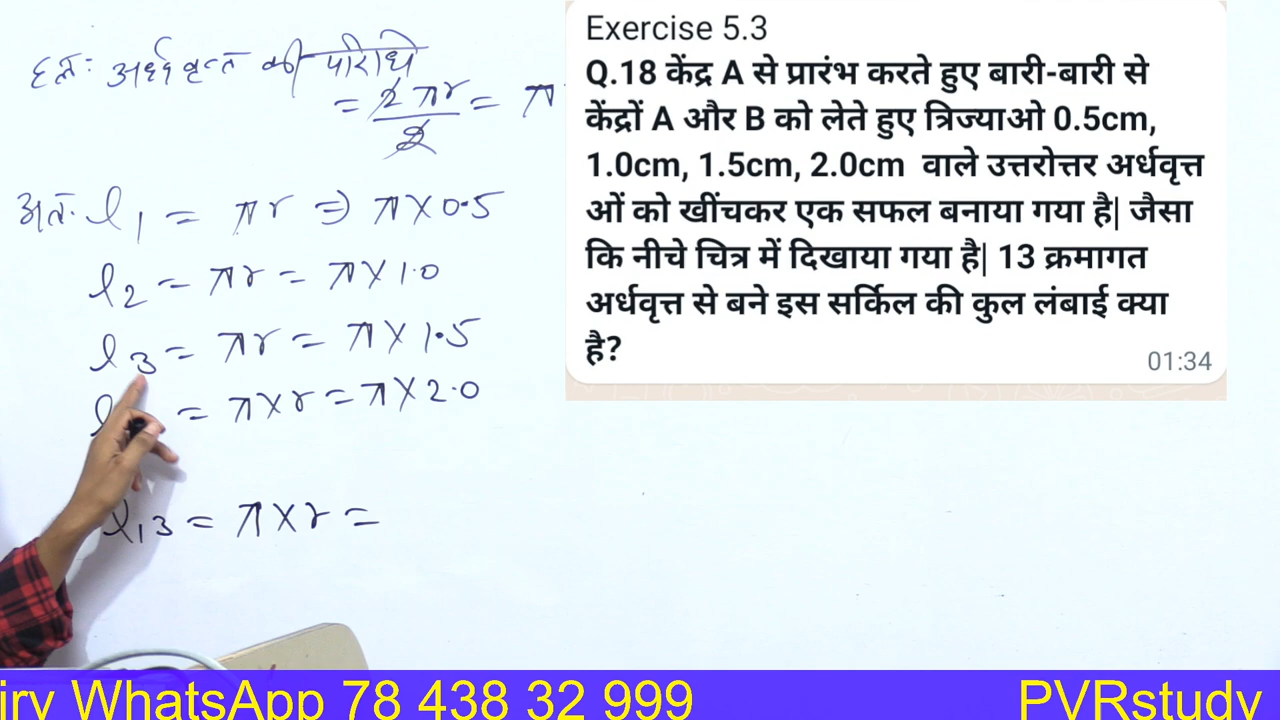 हल: अर्धवृत्त की परिधि
= 2πr/2 = π
अतः l1 = πr ⇒ π×0.5
l2 = πr = π×1.0
l3 = πr = π×1.5
l = π×r = π×2.0
l13 = π×r =
Exercise 5.3
Q.18 केंद्र A से प्रारंभ करते हुए बारी-बारी से
केंद्रों A और B को लेते हुए त्रिज्याओ 0.5cm,
1.0cm, 1.5cm, 2.0cm वाले उत्तरोत्तर अर्धवृत्त
ओं को खींचकर एक सफल बनाया गया है| जैसा
कि नीचे चित्र में दिखाया गया है| 13 क्रमागत
अर्धवृत्त से बने इस सर्किल की कुल लंबाई क्या
है?
01:34
iry WhatsApp 78 438 32 999
PVRstudy